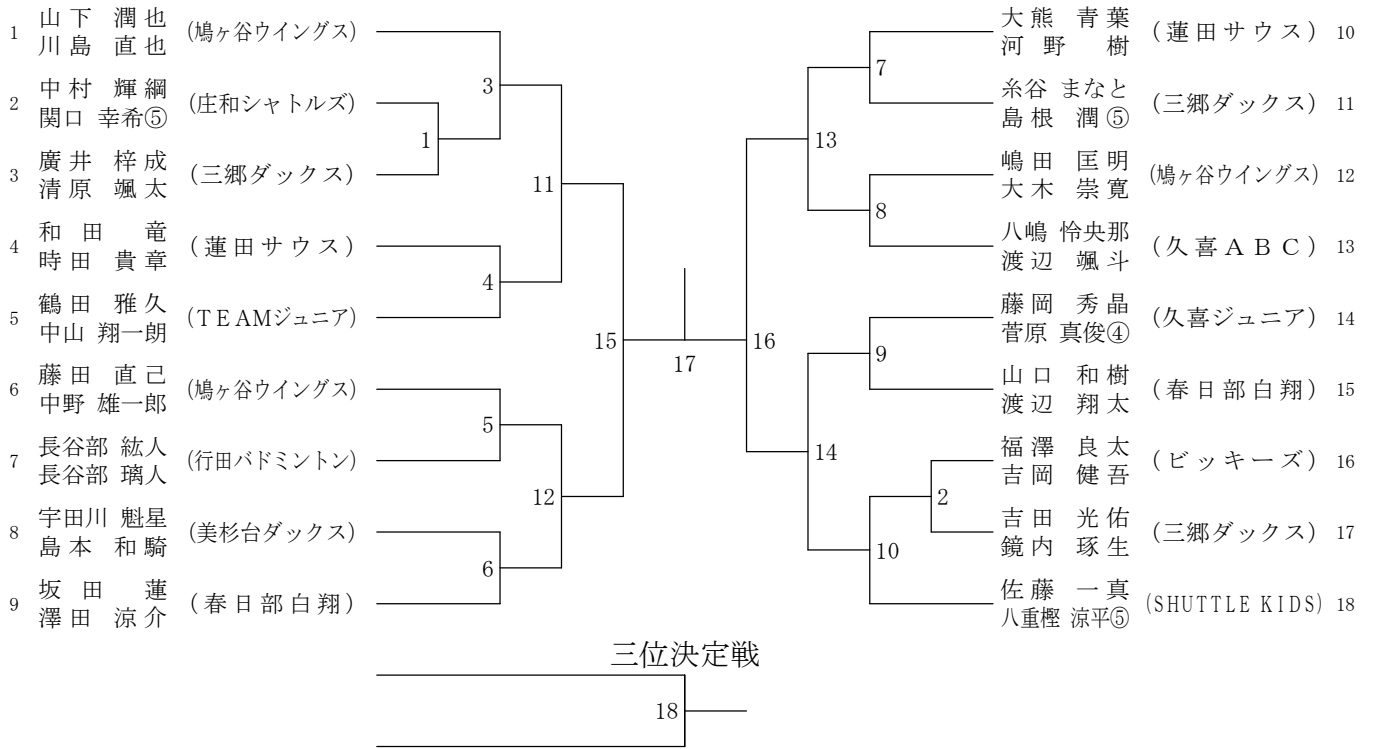 1 山下 潤也 (鳩ヶ谷ウイングス)
川島 直也
2 中村 輝綱 (庄和シャトルズ)
関口 幸希⑤
3 廣井 梓成 (三郷ダックス)
清原 颯太
4 和田 竜 (蓮田サウス)
時田 貴章
5 鶴田 雅久 (TEAMジュニア)
中山 翔一朗
6 藤田 直己 (鳩ヶ谷ウイングス)
中野 雄一郎
7 長谷部 紘人 (行田バドミントン)
長谷部 璃人
8 宇田川 魁星 (美杉台ダックス)
島本 和騎
9 坂田 蓮 (春日部白翔)
澤田 涼介
1
3
4
11
5
6
12
15
17
16
13
7
8
14
9
2
10
大熊 青葉 (蓮田サウス) 10
河野 樹
糸谷 まなと (三郷ダックス) 11
島根 潤⑤
嶋田 匡明 (鳩ヶ谷ウイングス) 12
大木 崇寛
八嶋 怜央那 (久喜ABC) 13
渡辺 颯斗
藤岡 秀晶 (久喜ジュニア) 14
菅原 真俊④
山口 和樹 (春日部白翔) 15
渡辺 翔太
福澤 良太 (ビッキーズ) 16
吉岡 健吾
吉田 光佑 (三郷ダックス) 17
鏡内 琢生
佐藤 一真 (SHUTTLE KIDS) 18
八重樫 涼平⑤
三位決定戦
18